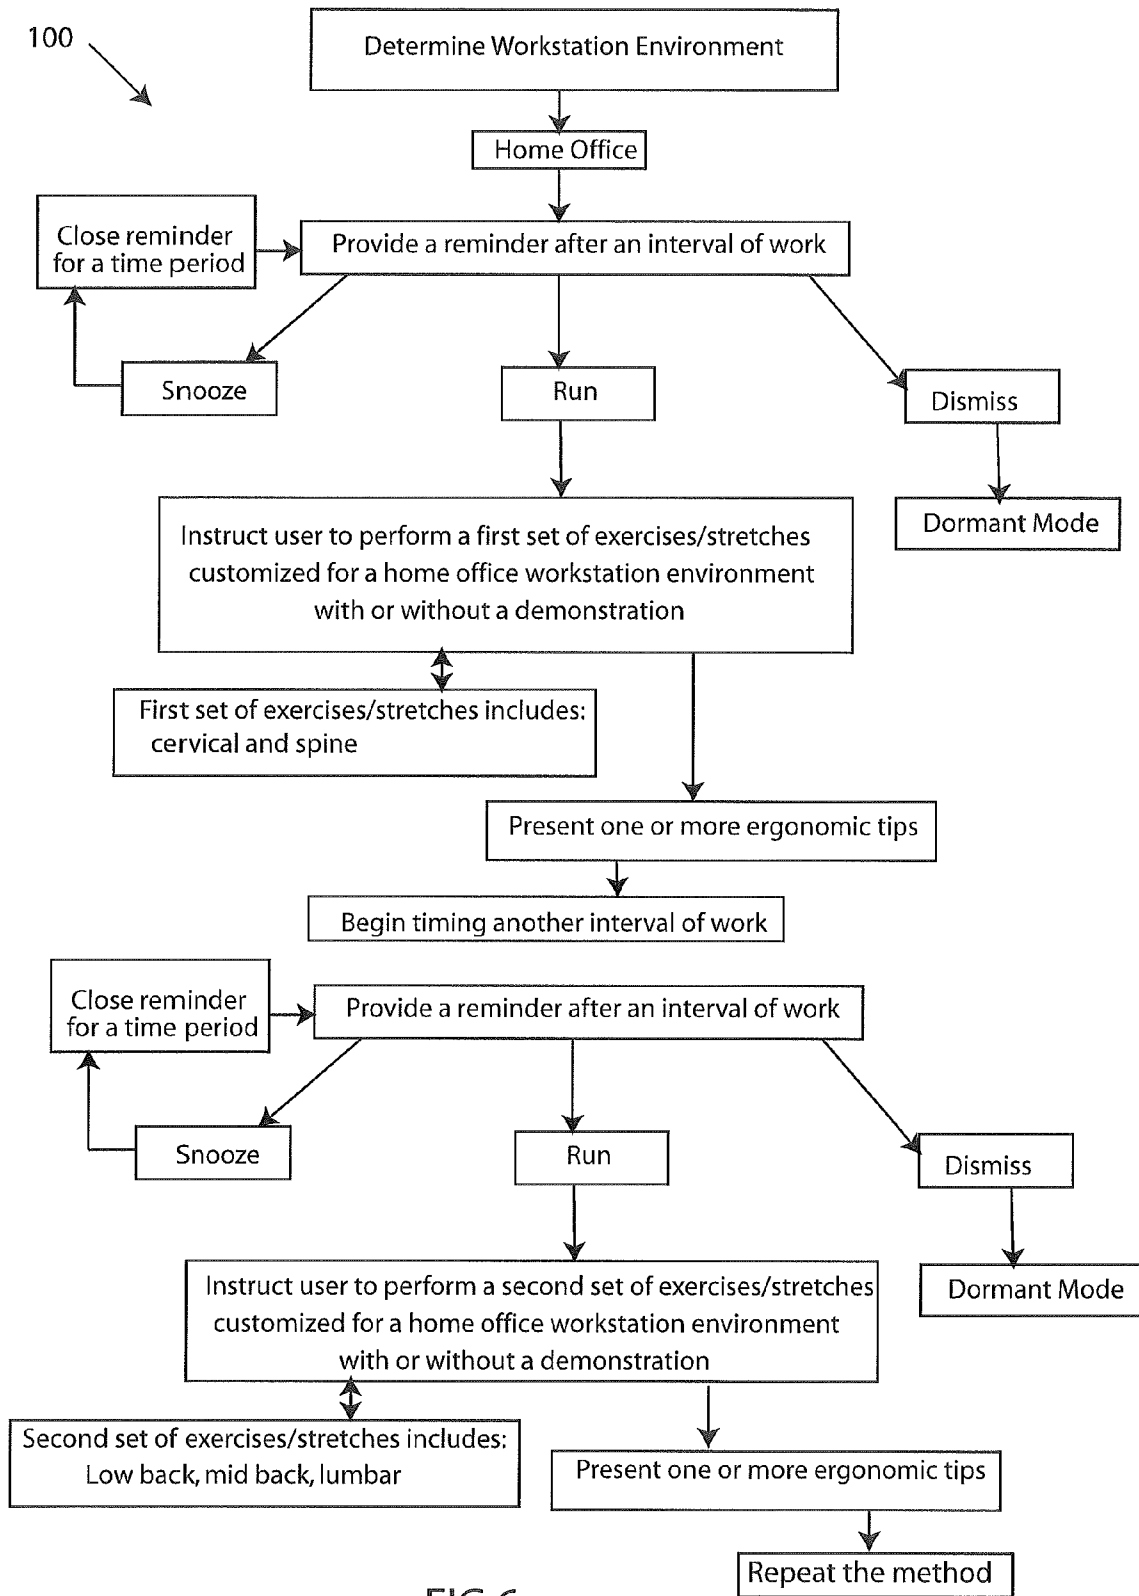 100
Determine Workstation Environment
Home Office
Close reminder
for a time period
Provide a reminder after an interval of work
Snooze
Run
Dismiss
Dormant Mode
Instruct user to perform a first set of exercises/stretches
customized for a home office workstation environment
with or without a demonstration
First set of exercises/stretches includes:
cervical and spine
Present one or more ergonomic tips
Begin timing another interval of work
Close reminder
for a time period
Provide a reminder after an interval of work
Snooze
Run
Dismiss
Dormant Mode
Instruct user to perform a second set of exercises/stretches
customized for a home office workstation environment
with or without a demonstration
Second set of exercises/stretches includes:
Low back, mid back, lumbar
Present one or more ergonomic tips
Repeat the method
FIG 6